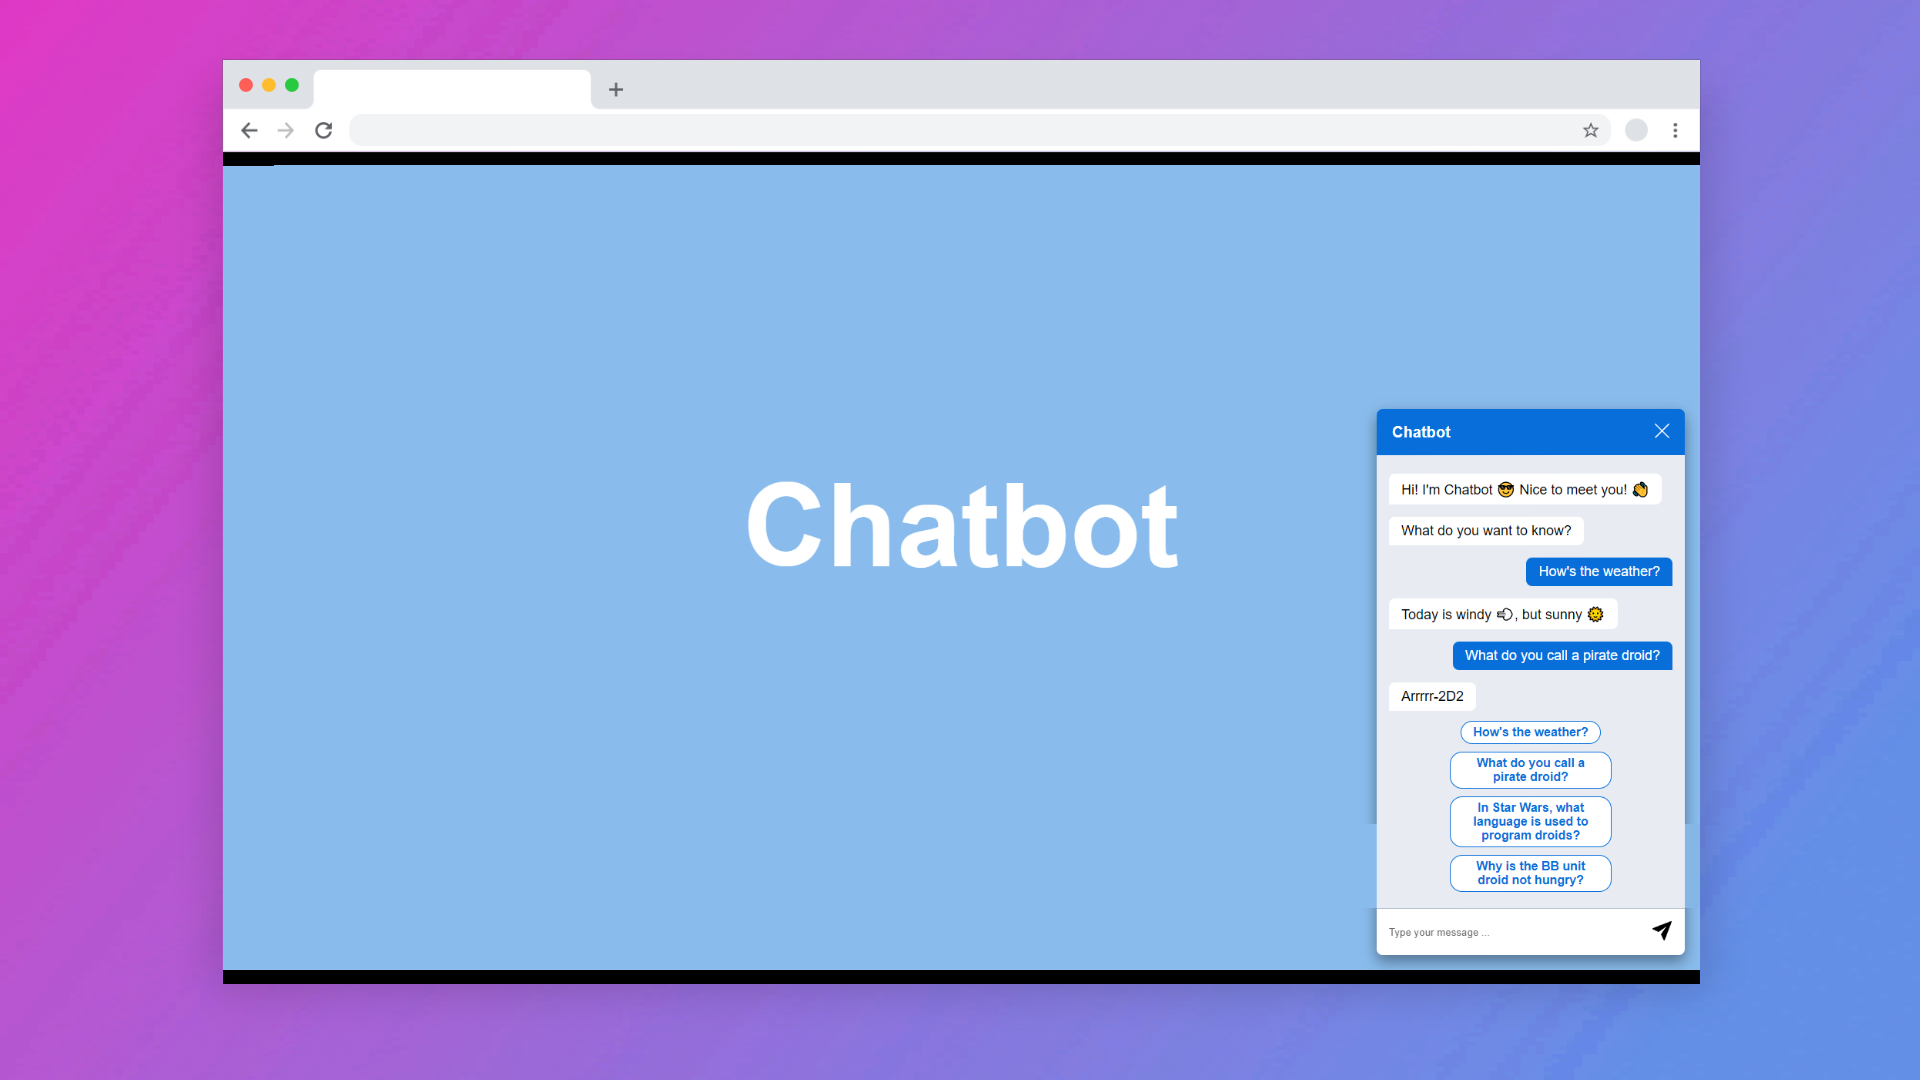 Chatbot
Chatbot
Hi! I'm Chatbot 😎 Nice to meet you! 👋
What do you want to know?
How's the weather?
Today is windy 💨, but sunny 🌞
What do you call a pirate droid?
Arrrrr-2D2
How's the weather?
What do you call a
pirate droid?
In Star Wars, what
language is used to
program droids?
Why is the BB unit
droid not hungry?
Type your message ...